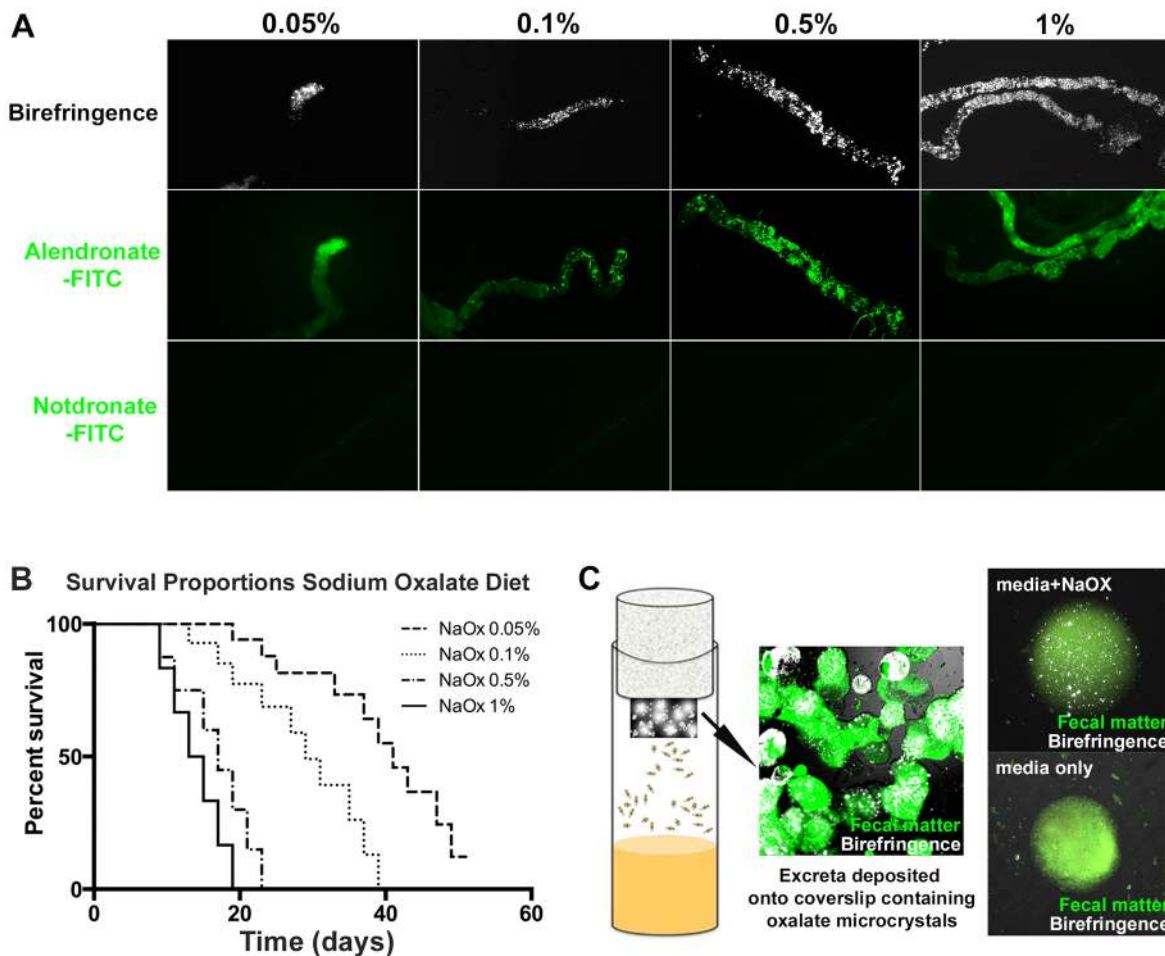 A
0.05% 0.1% 0.5% 1%
Birefringence
Alendronate
-FITC
Notdronate
-FITC
B
Survival Proportions Sodium Oxalate Diet
Percent survival
100
50
0
NaOx 0.05%
NaOx 0.1%
NaOx 0.5%
NaOx 1%
0 20 40 60
Time (days)
C
Fecal matter
Birefringence
Excreta deposited
onto coverslip containing
oxalate microcrystals
media+NaOX
Fecal matter
Birefringence
media only
Fecal matter
Birefringence